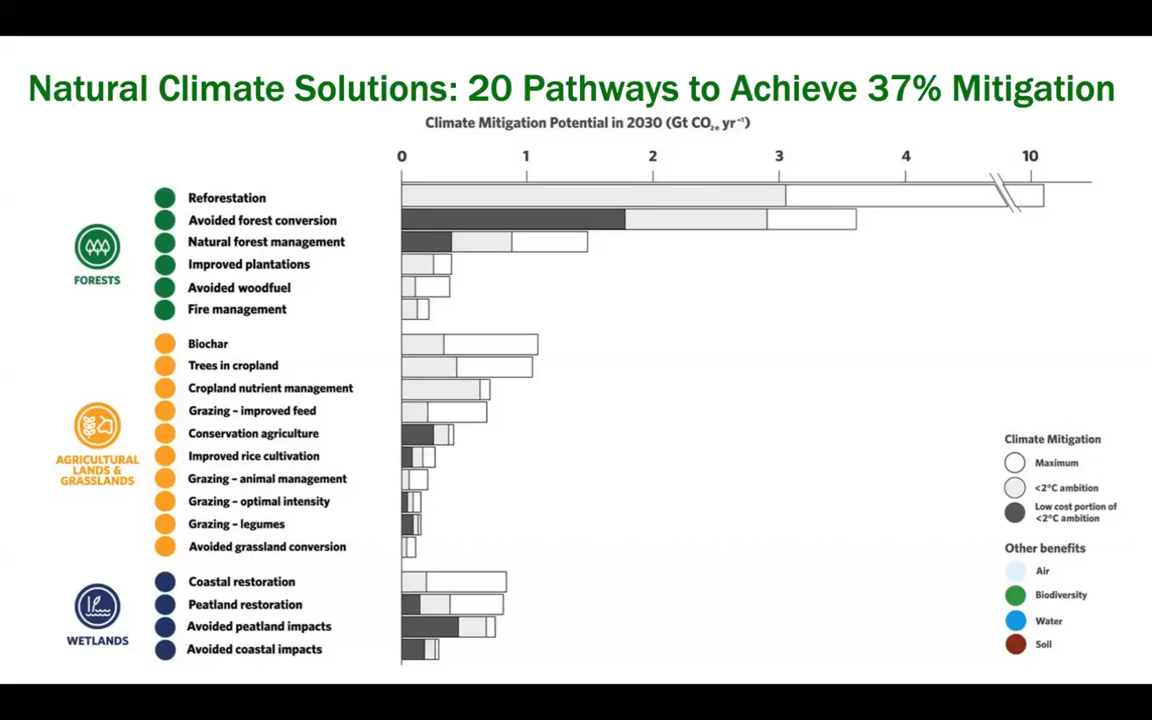 Natural Climate Solutions: 20 Pathways to Achieve 37% Mitigation
Climate Mitigation Potential in 2030 (Gt CO2e yr⁻¹)
0 1 2 3 4 10
Reforestation
Avoided forest conversion
Natural forest management
Improved plantations
Avoided woodfuel
Fire management
FORESTS
Biochar
Trees in cropland
Cropland nutrient management
Grazing – improved feed
Conservation agriculture
Improved rice cultivation
Grazing – animal management
Grazing – optimal intensity
Grazing – legumes
Avoided grassland conversion
AGRICULTURAL
LANDS &
GRASSLANDS
Coastal restoration
Peatland restoration
Avoided peatland impacts
Avoided coastal impacts
WETLANDS
Climate Mitigation
Maximum
<2°C ambition
Low cost portion of
<2°C ambition
Other benefits
Air
Biodiversity
Water
Soil